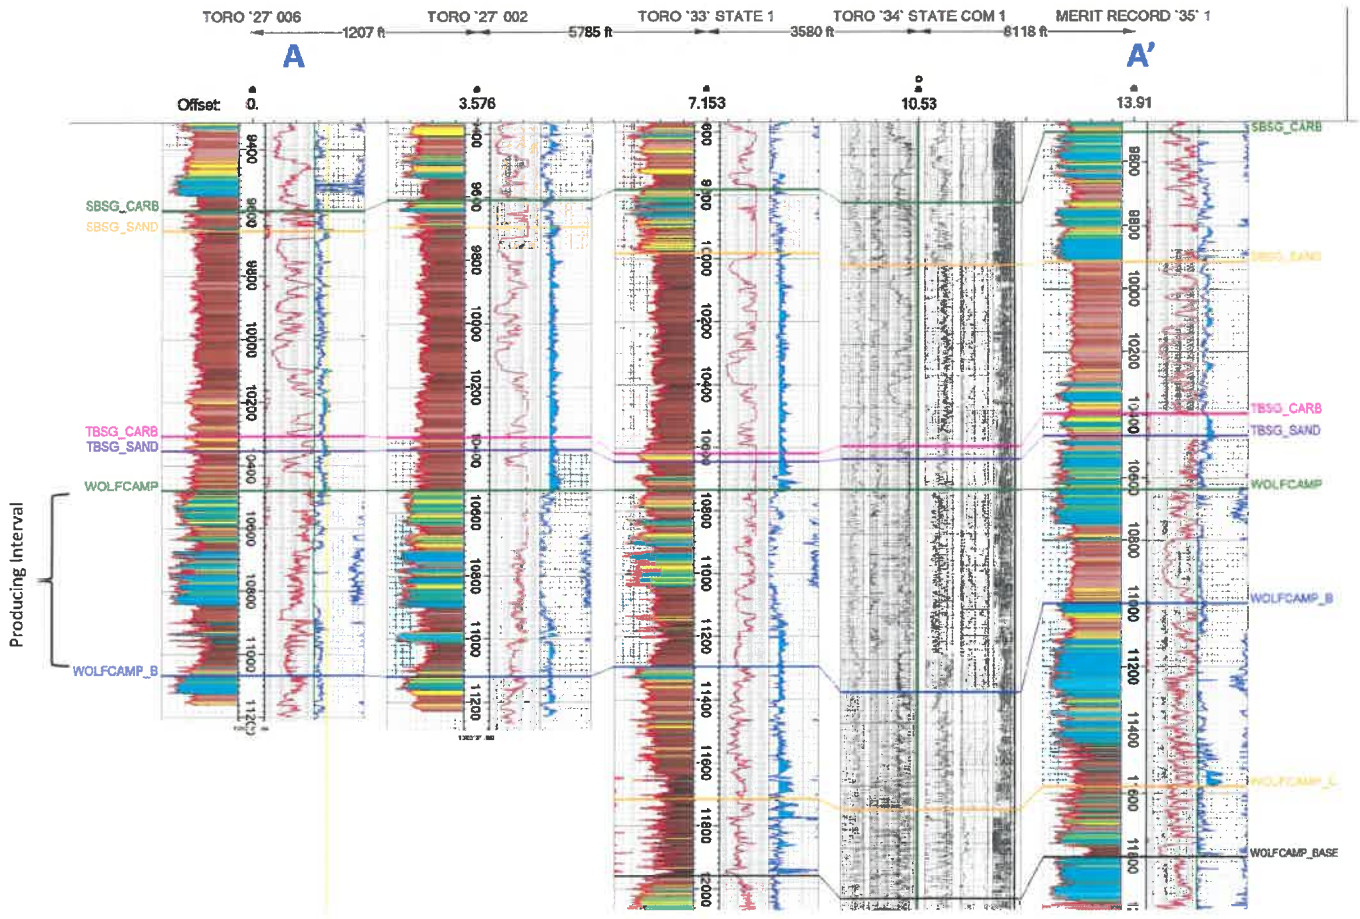 TORO '27' 006 TORO '27' 002 TORO '33' STATE 1 TORO '34' STATE COM 1 MERIT RECORD '35' 1
1207 ft 5785 ft 3580 ft 8118 ft
A A'
Offset: 0. 3.576 7.153 10.53 13.91
SBSG_CARB
SBSG_CARB
SBSG_SAND
SBSG_SAND
TBSG_CARB
TBSG_SAND
TBSG_CARB
TBSG_SAND
WOLFCAMP
WOLFCAMP
Producing Interval
WOLFCAMP_B
WOLFCAMP_B
WOLFCAMP_BASE
9400
9600
9800
10000
10200
10400
10600
10800
11000
9600
9800
10000
10200
10400
10600
10800
11000
11200
9800
10000
10200
10400
10600
10800
11000
11200
11400
11600
11800
12000
9800
10000
10200
10400
10600
10800
11000
11200
11400
11600
11800